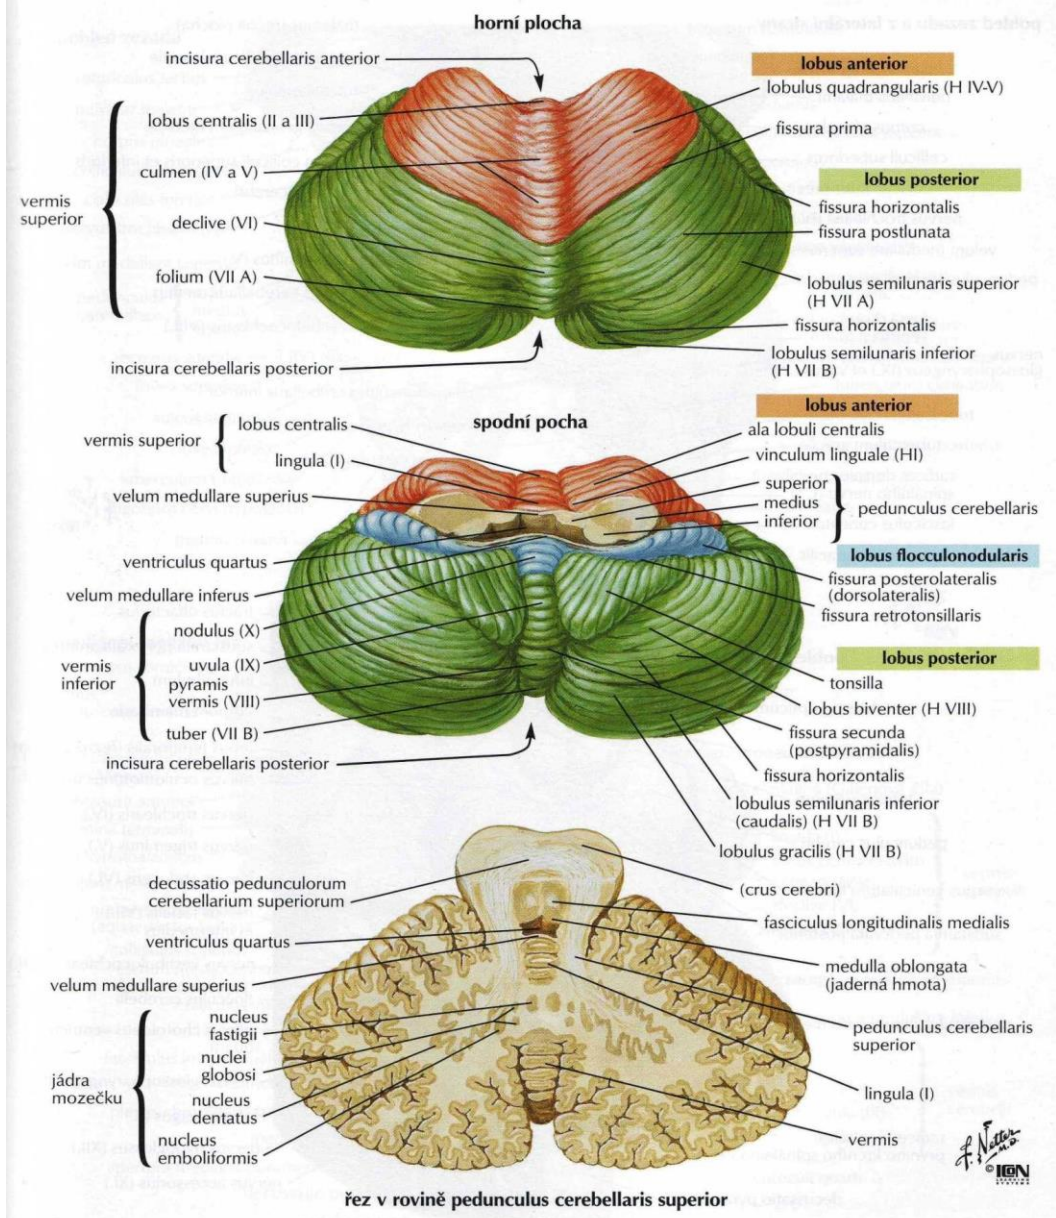 horní plocha
incisura cerebellaris anterior
lobus centralis (II a III)
culmen (IV a V)
vermis
superior
declive (VI)
folium (VII A)
incisura cerebellaris posterior
lobus anterior
lobulus quadrangularis (H IV-V)
fissura prima
lobus posterior
fissura horizontalis
fissura postlunata
lobulus semilunaris superior
(H VII A)
fissura horizontalis
lobulus semilunaris inferior
(H VII B)
spodní pocha
vermis superior
lobus centralis
lingula (I)
velum medullare superius
ventriculus quartus
velum medullare inferus
vermis
inferior
nodulus (X)
uvula (IX)
pyramis
vermis (VIII)
tuber (VII B)
incisura cerebellaris posterior
lobus anterior
ala lobuli centralis
vinculum linguale (HI)
superior
medius
inferior
pedunculus cerebellaris
lobus flocculonodularis
fissura posterolateralis
(dorsolateralis)
fissura retrotonsillaris
lobus posterior
tonsilla
lobus biventer (H VIII)
fissura secunda
(postpyramidalis)
fissura horizontalis
lobulus semilunaris inferior
(caudalis) (H VII B)
lobulus gracilis (H VII B)
decussatio pedunculorum
cerebellarium superiorum
ventriculus quartus
velum medullare superius
jádra
mozečku
nucleus
fastigii
nuclei
globosi
nucleus
dentatus
nucleus
emboliformis
(crus cerebri)
fasciculus longitudinalis medialis
medulla oblongata
(jaderná hmota)
pedunculus cerebellaris
superior
lingula (I)
vermis
F. Netter
M.D.
© ICON
LEARNING
SYSTEMS
řez v rovině pedunculus cerebellaris superior